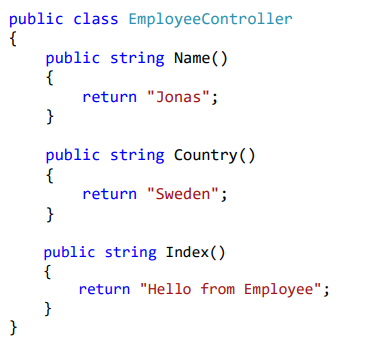 public class EmployeeController
{
    public string Name()
    {
        return "Jonas";
    }
    public string Country()
    {
        return "Sweden";
    }
    public string Index()
    {
        return "Hello from Employee";
    }
}